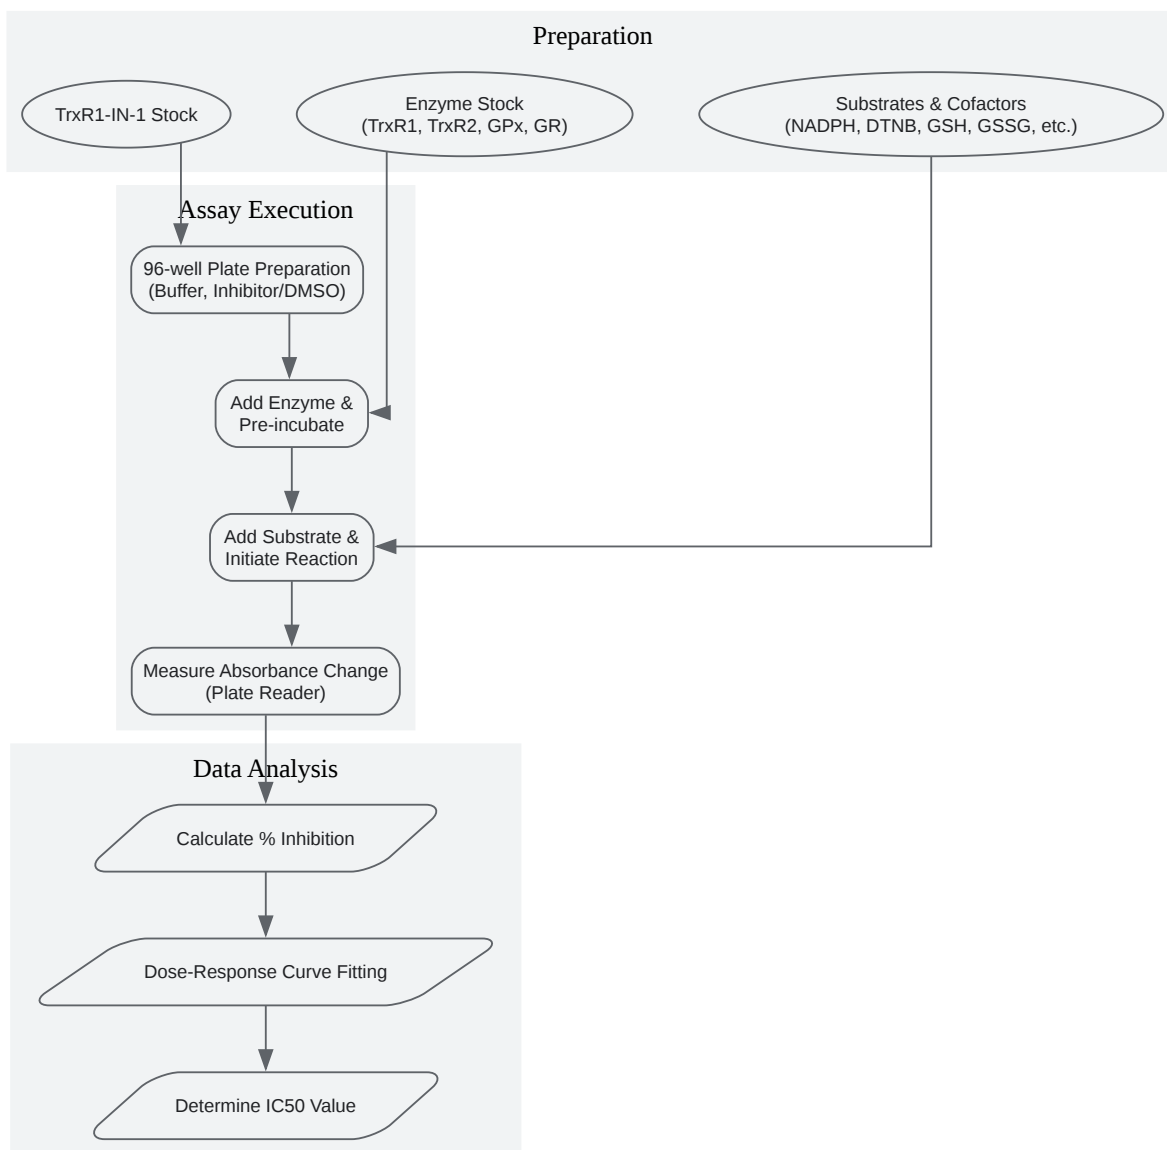 Preparation
TrxR1-IN-1 Stock
Enzyme Stock
(TrxR1, TrxR2, GPx, GR)
Substrates & Cofactors
(NADPH, DTNB, GSH, GSSG, etc.)
Assay Execution
96-well Plate Preparation
(Buffer, Inhibitor/DMSO)
Add Enzyme &
Pre-incubate
Add Substrate &
Initiate Reaction
Measure Absorbance Change
(Plate Reader)
Data Analysis
Calculate % Inhibition
Dose-Response Curve Fitting
Determine IC50 Value